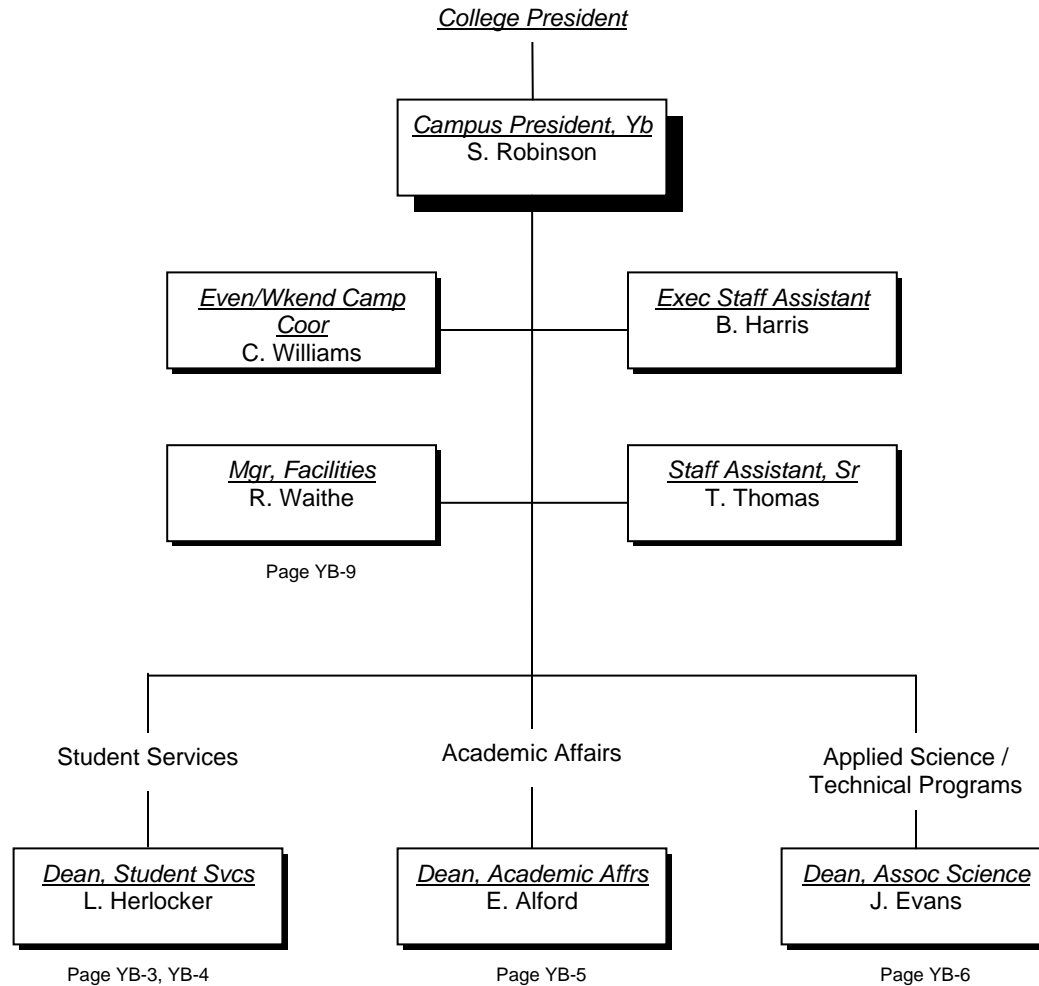 College President
Campus President, Yb
S. Robinson
Even/Wkend Camp
Coor
C. Williams
Exec Staff Assistant
B. Harris
Mgr, Facilities
R. Waithe
Page YB-9
Staff Assistant, Sr
T. Thomas
Student Services
Academic Affairs
Applied Science /
Technical Programs
Dean, Student Svcs
L. Herlocker
Page YB-3, YB-4
Dean, Academic Affrs
E. Alford
Page YB-5
Dean, Assoc Science
J. Evans
Page YB-6